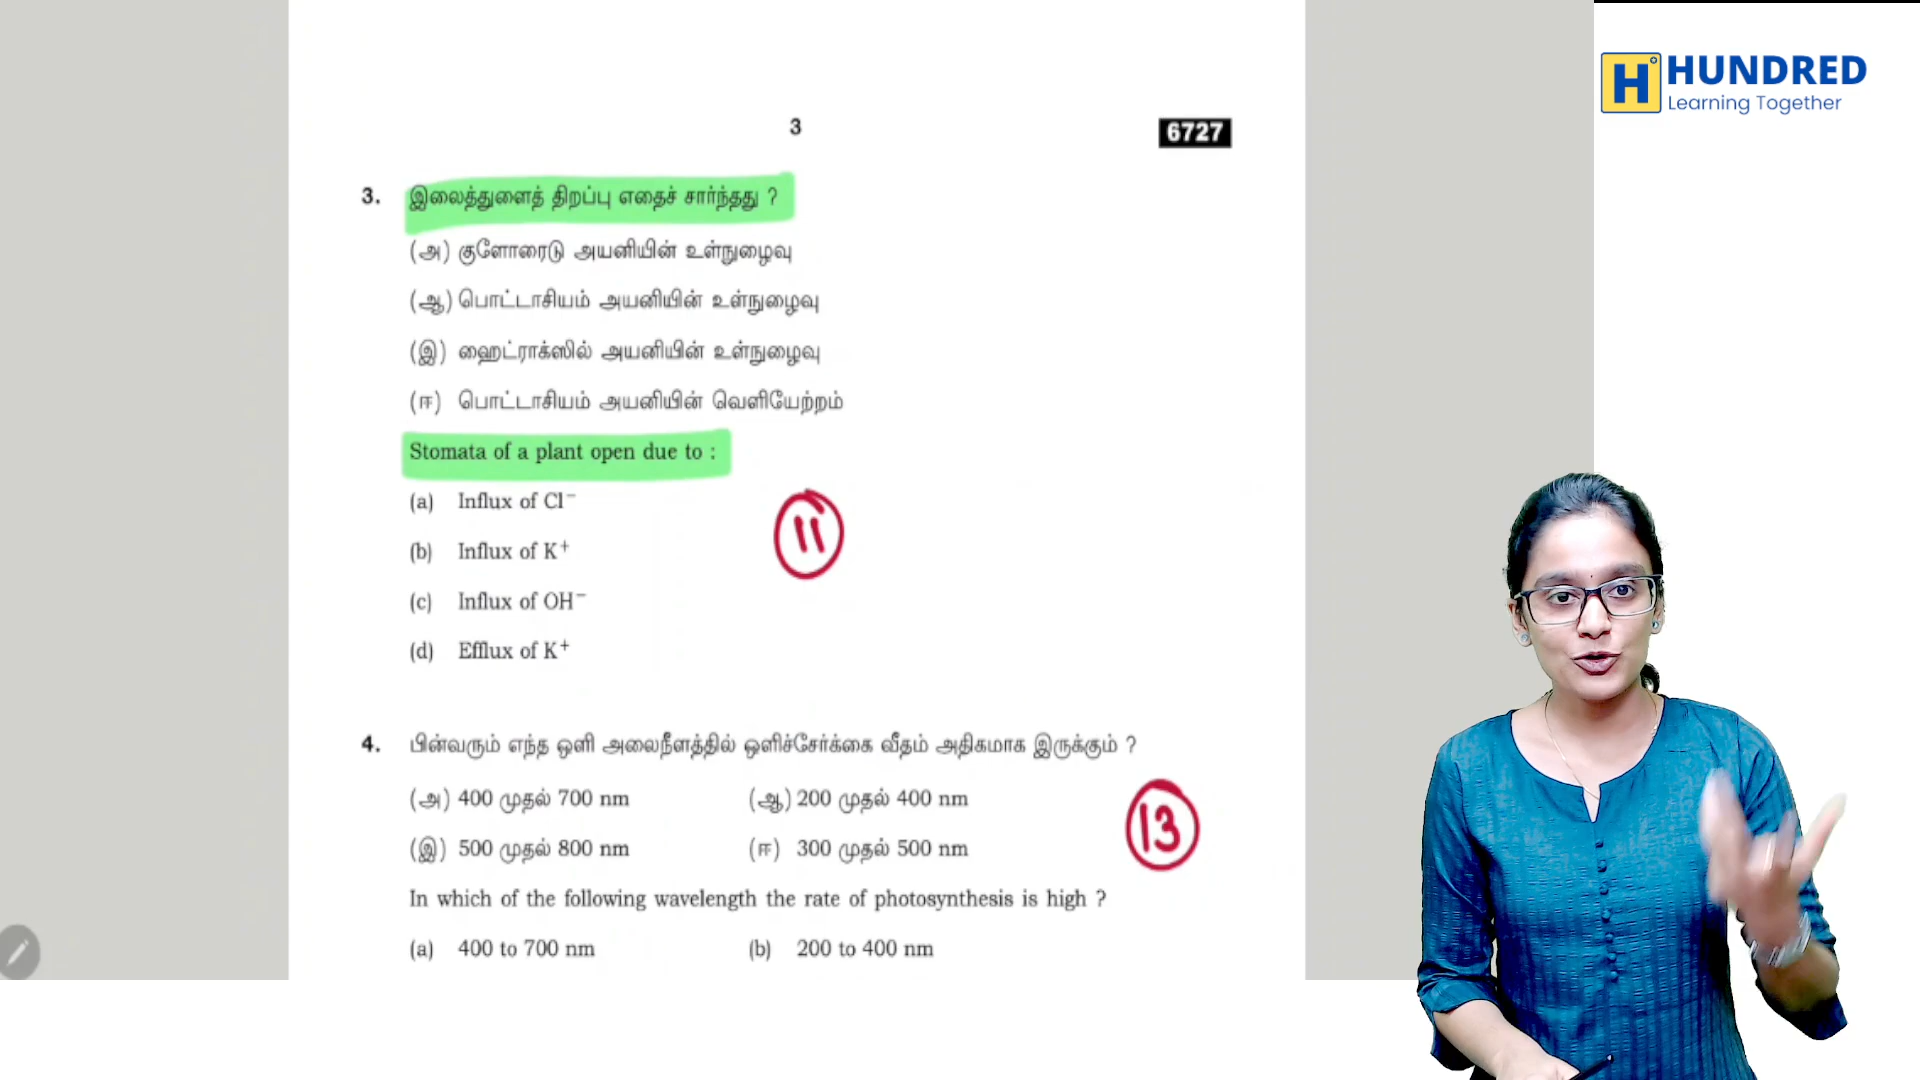 HUNDRED
Learning Together
3
6727
3. இலைத்துளைத் திறப்பு எதைச் சார்ந்தது ?
(அ) குளோரைடு அயனியின் உள்நுழைவு
(ஆ) பொட்டாசியம் அயனியின் உள்நுழைவு
(இ) ஹைட்ராக்ஸில் அயனியின் உள்நுழைவு
(ஈ) பொட்டாசியம் அயனியின் வெளியேற்றம்
Stomata of a plant open due to :
(a) Influx of Cl⁻
(b) Influx of K⁺
(c) Influx of OH⁻
(d) Efflux of K⁺
11
4. பின்வரும் எந்த ஒளி அலைநீளத்தில் ஒளிச்சேர்க்கை வீதம் அதிகமாக இருக்கும் ?
(அ) 400 முதல் 700 nm (ஆ) 200 முதல் 400 nm
(இ) 500 முதல் 800 nm (ஈ) 300 முதல் 500 nm
13
In which of the following wavelength the rate of photosynthesis is high ?
(a) 400 to 700 nm (b) 200 to 400 nm